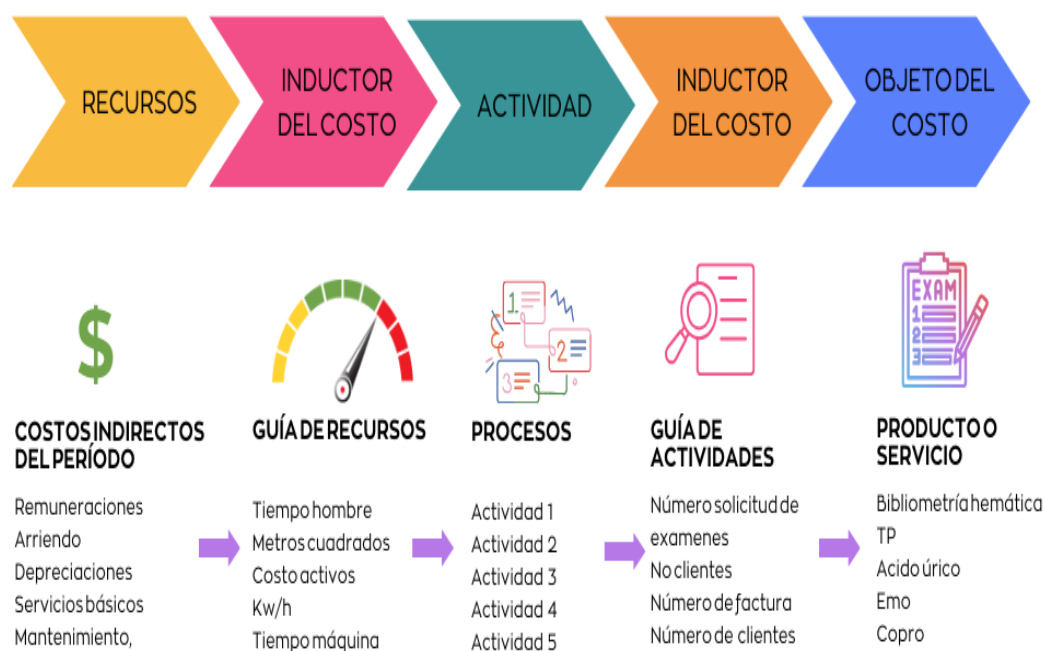 RECURSOS
INDUCTOR
DEL COSTO
ACTIVIDAD
INDUCTOR
DEL COSTO
OBJETO DEL
COSTO
1.
2
3
EXAM
1
2
3
$
COSTOS INDIRECTOS
DEL PERÍODO
Remuneraciones
Arriendo
Depreciaciones
Servicios básicos
Mantenimiento,
GUÍA DE RECURSOS
Tiempo hombre
Metros cuadrados
Costo activos
Kw/h
Tiempo máquina
PROCESOS
Actividad 1
Actividad 2
Actividad 3
Actividad 4
Actividad 5
GUÍA DE
ACTIVIDADES
Número solicitud de
examenes
No clientes
Número de factura
Número de clientes
PRODUCTO O
SERVICIO
Bibliometría hemática
TP
Acido úrico
Emo
Copro